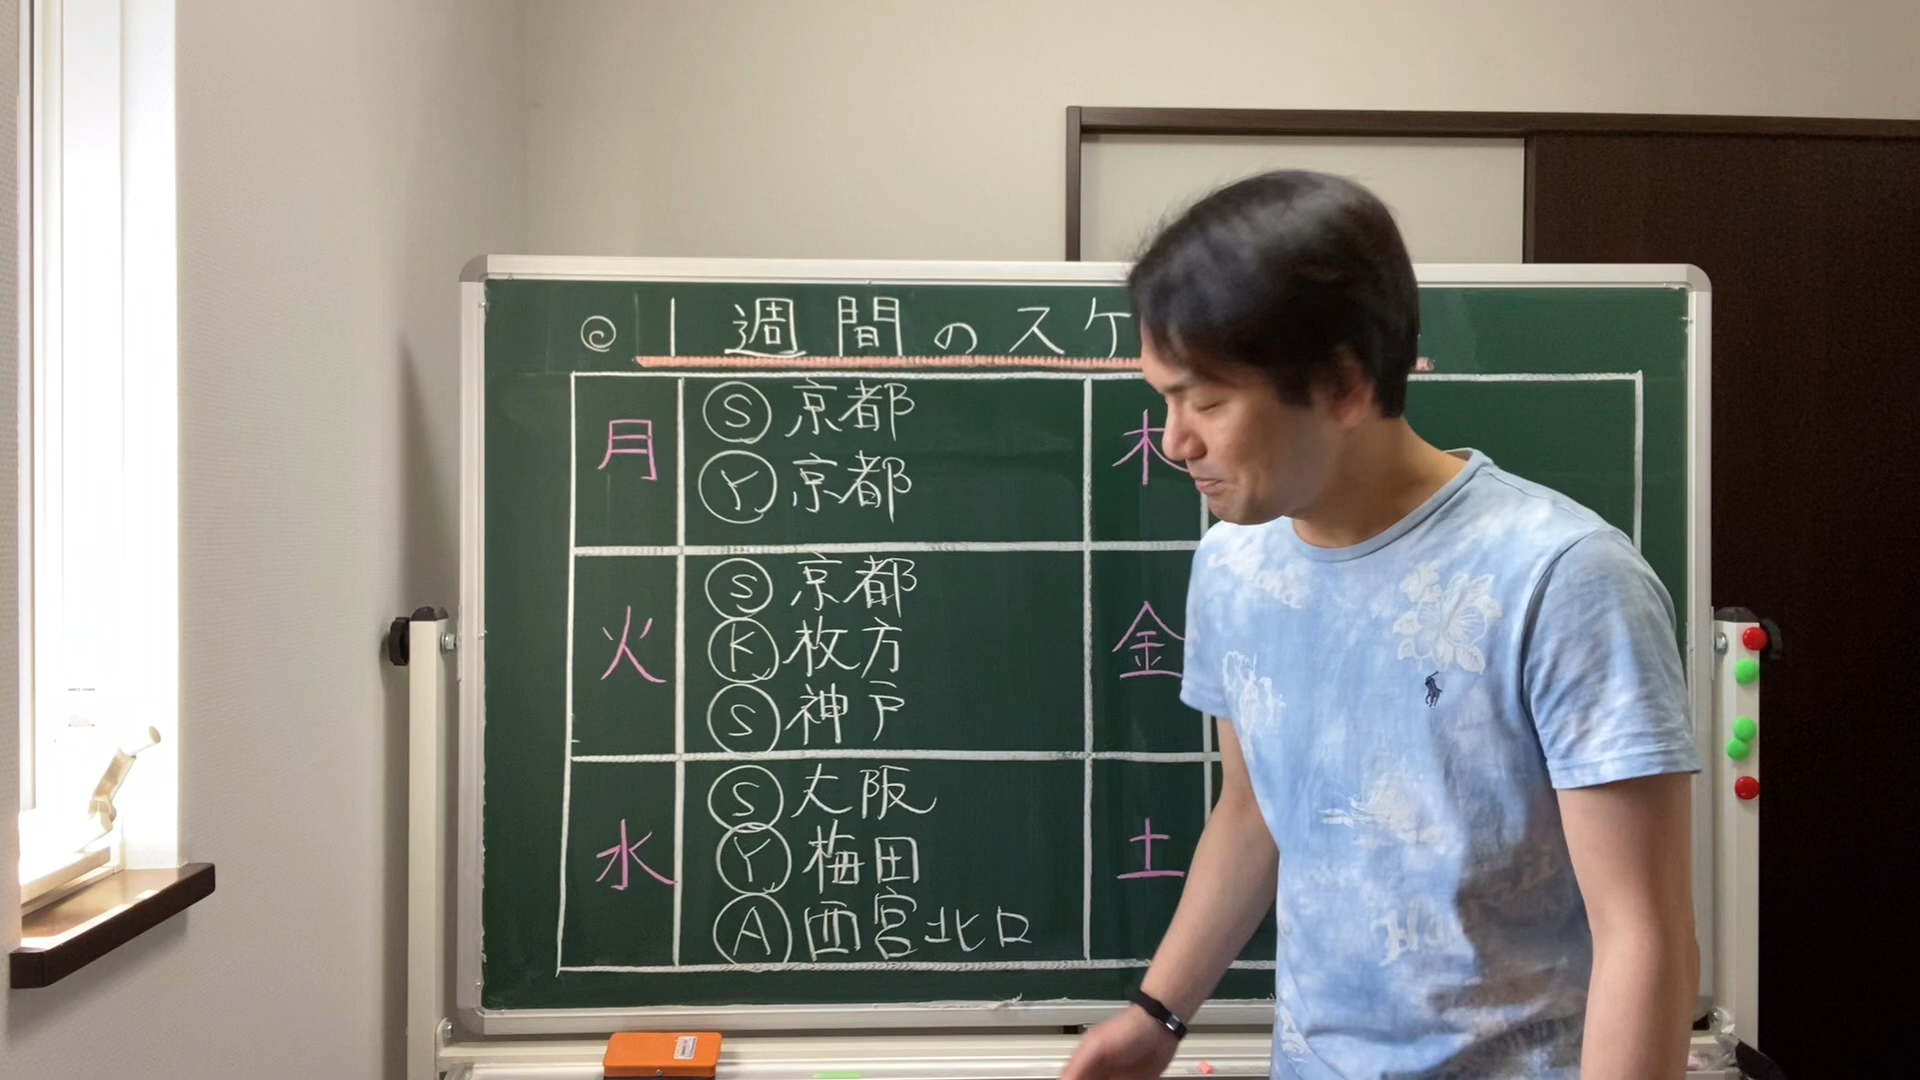 ◎1週間のスケ
月
Ⓢ京都
Ⓨ京都
火
Ⓢ京都
Ⓚ枚方
Ⓢ神戸
水
Ⓢ大阪
Ⓨ梅田
Ⓐ西宮北口
木
金
土